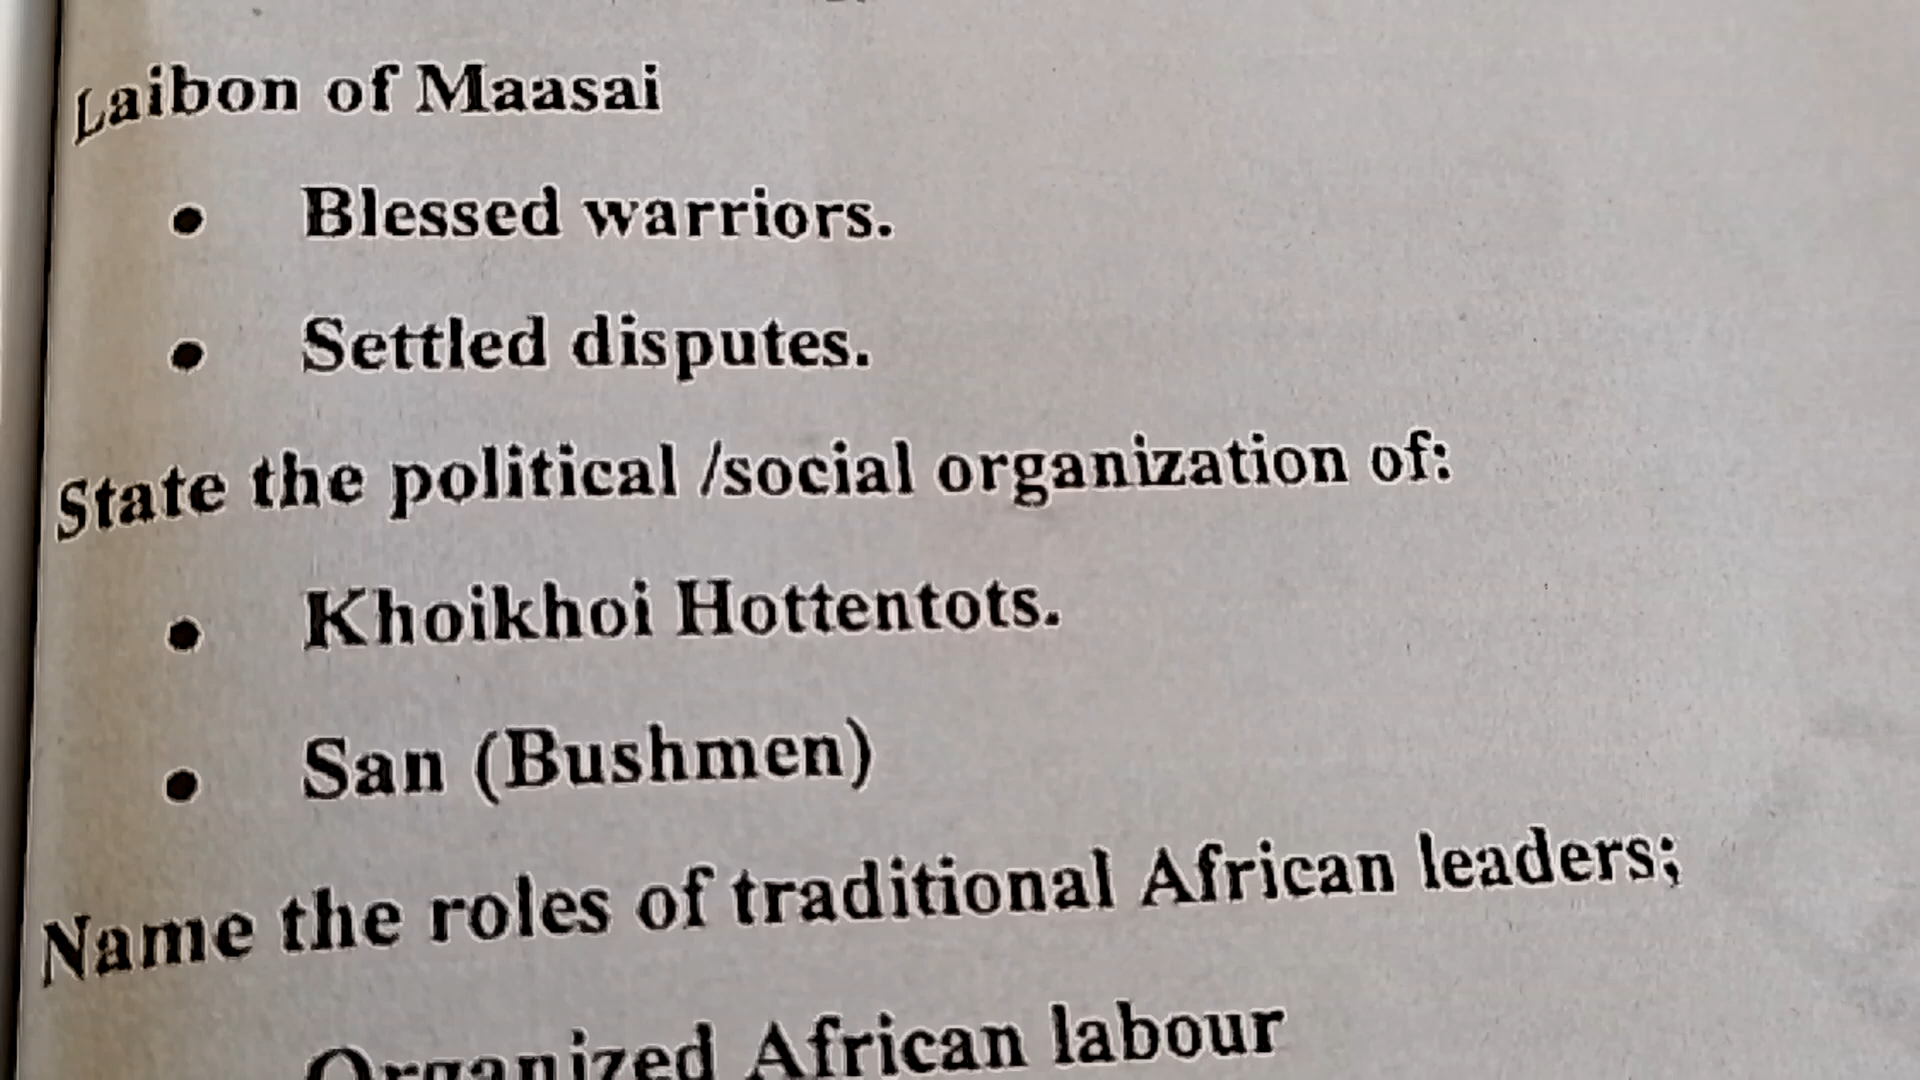 Laibon of Maasai
• Blessed warriors.
• Settled disputes.
State the political /social organization of:
• Khoikhoi Hottentots.
• San (Bushmen)
Name the roles of traditional African leaders;
Organized African labour